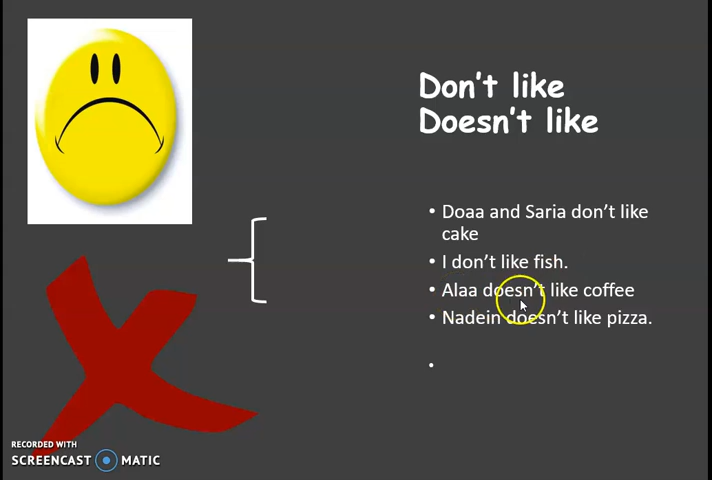 Don't like
Doesn't like
• Doaa and Saria don't like
cake
• I don't like fish.
• Alaa doesn't like coffee
• Nadein doesn't like pizza.
•
RECORDED WITH
SCREENCAST MATIC